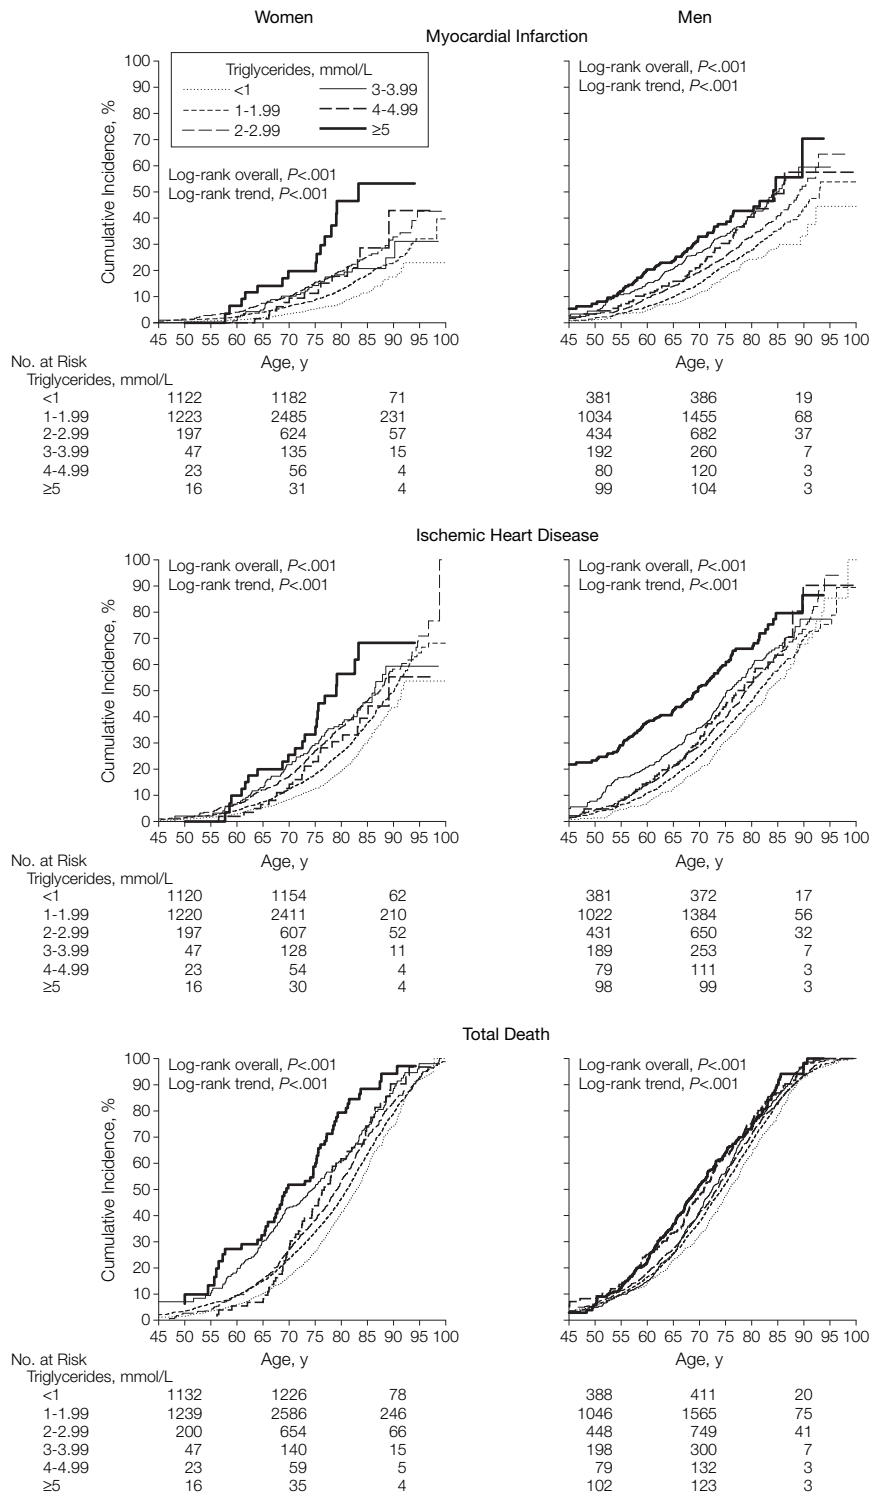 Women Men
Myocardial Infarction
100
90
80
70
60
50
40
30
20
10
0
Cumulative Incidence, %
Triglycerides, mmol/L
<1 3-3.99
1-1.99 4-4.99
2-2.99 ≥5
Log-rank overall, P<.001
Log-rank trend, P<.001
Log-rank overall, P<.001
Log-rank trend, P<.001
45 50 55 60 65 70 75 80 85 90 95 100 45 50 55 60 65 70 75 80 85 90 95 100
No. at Risk Age, y Age, y
Triglycerides, mmol/L
<1 1122 1182 71 381 386 19
1-1.99 1223 2485 231 1034 1455 68
2-2.99 197 624 57 434 682 37
3-3.99 47 135 15 192 260 7
4-4.99 23 56 4 80 120 3
≥5 16 31 4 99 104 3
Ischemic Heart Disease
100
90
80
70
60
50
40
30
20
10
0
Cumulative Incidence, %
Log-rank overall, P<.001
Log-rank trend, P<.001
Log-rank overall, P<.001
Log-rank trend, P<.001
45 50 55 60 65 70 75 80 85 90 95 100 45 50 55 60 65 70 75 80 85 90 95 100
No. at Risk Age, y Age, y
Triglycerides, mmol/L
<1 1120 1154 62 381 372 17
1-1.99 1220 2411 210 1022 1384 56
2-2.99 197 607 52 431 650 32
3-3.99 47 128 11 189 253 7
4-4.99 23 54 4 79 111 3
≥5 16 30 4 98 99 3
Total Death
100
90
80
70
60
50
40
30
20
10
0
Cumulative Incidence, %
Log-rank overall, P<.001
Log-rank trend, P<.001
Log-rank overall, P<.001
Log-rank trend, P<.001
45 50 55 60 65 70 75 80 85 90 95 100 45 50 55 60 65 70 75 80 85 90 95 100
No. at Risk Age, y Age, y
Triglycerides, mmol/L
<1 1132 1226 78 388 411 20
1-1.99 1239 2586 246 1046 1565 75
2-2.99 200 654 66 448 749 41
3-3.99 47 140 15 198 300 7
4-4.99 23 59 5 79 132 3
≥5 16 35 4 102 123 3